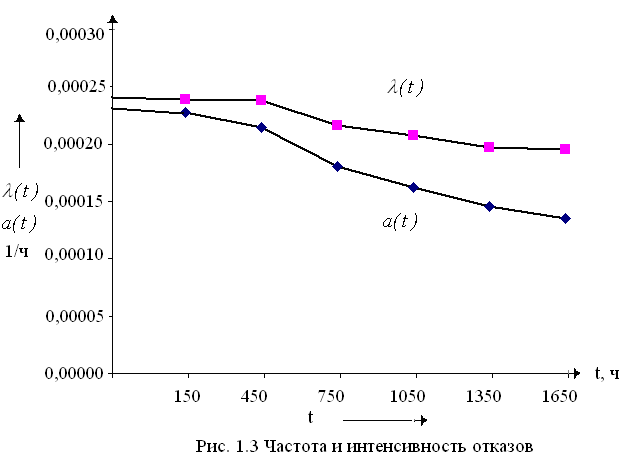 0,00030
0,00025
0,00020
0,00015
0,00010
0,00005
0,00000
λ(t)
a(t)
1/ч
λ(t)
a(t)
150 450 750 1050 1350 1650
t, ч
t
Рис. 1.3 Частота и интенсивность отказов